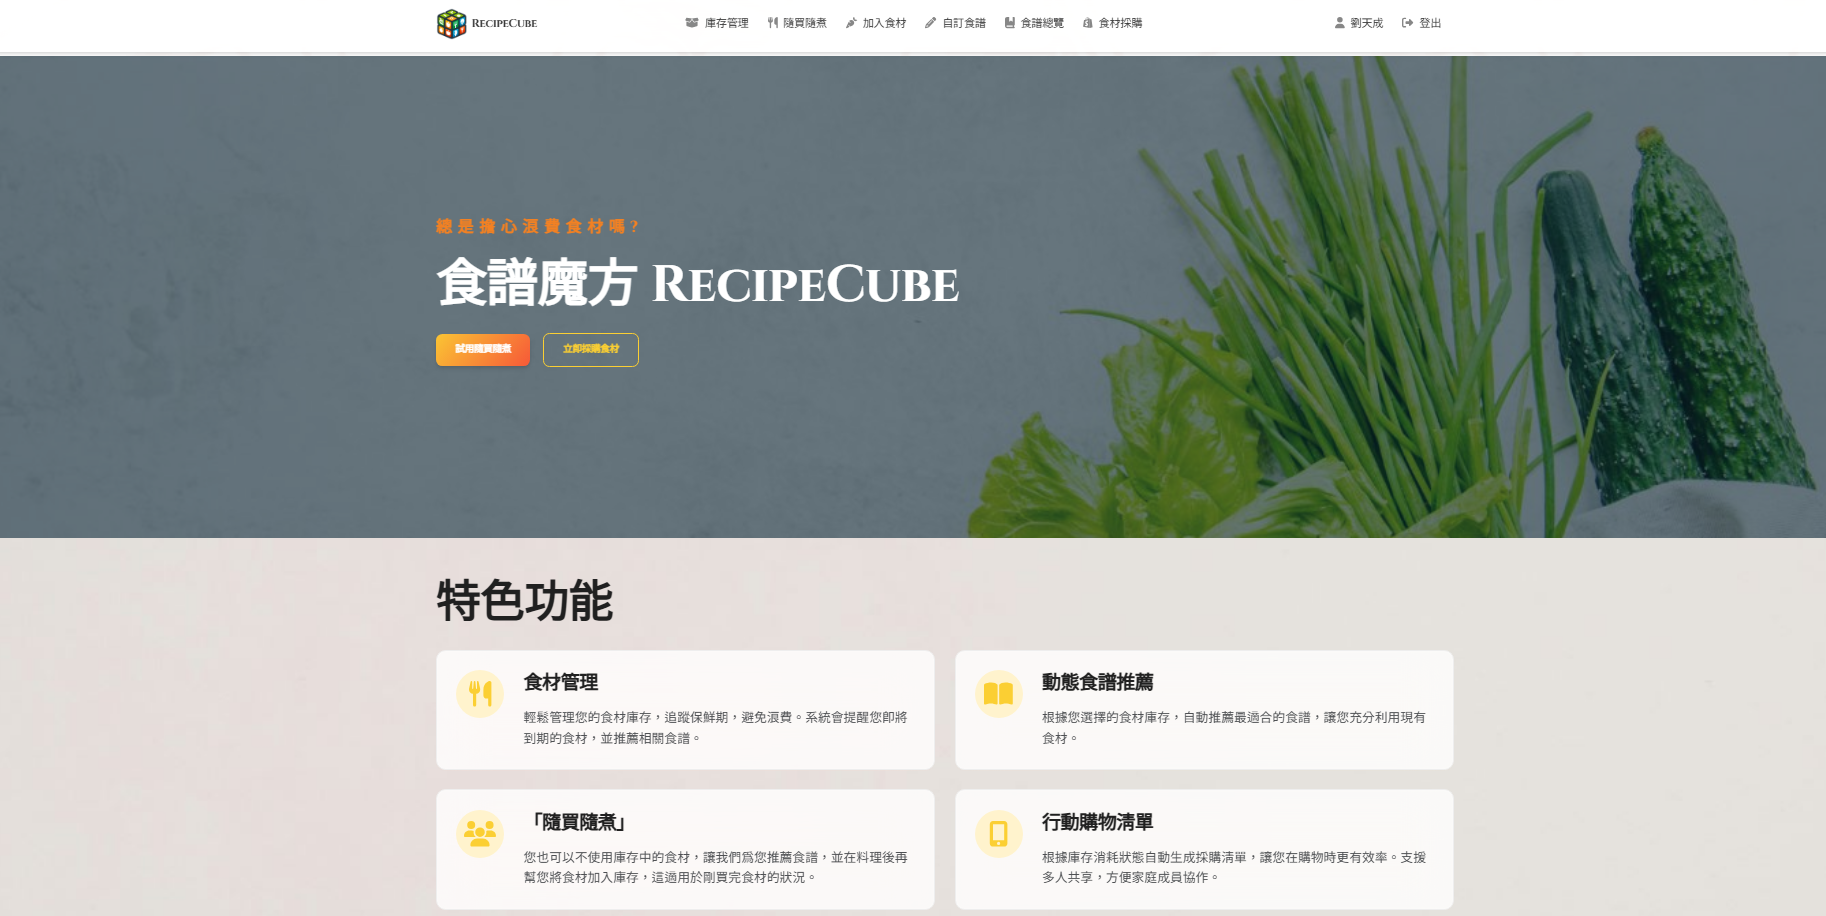 RecipeCube
庫存管理 隨買隨煮 加入食材 自訂食譜 食譜總覽 食材採購
劉天成 登出
總是擔心浪費食材嗎?
食譜魔方 RecipeCube
試用隨買隨煮 立即採購食材
特色功能
食材管理
輕鬆管理您的食材庫存，追蹤保鮮期，避免浪費。系統會提醒您即將
到期的食材，並推薦相關食譜。
動態食譜推薦
根據您選擇的食材庫存，自動推薦最適合的食譜，讓您充分利用現有
食材。
「隨買隨煮」
您也可以不使用庫存中的食材，讓我們為您推薦食譜，並在料理後再
幫您將食材加入庫存，這適用於剛買完食材的狀況。
行動購物清單
根據庫存消耗狀態自動生成採購清單，讓您在購物時更有效率。支援
多人共享，方便家庭成員協作。